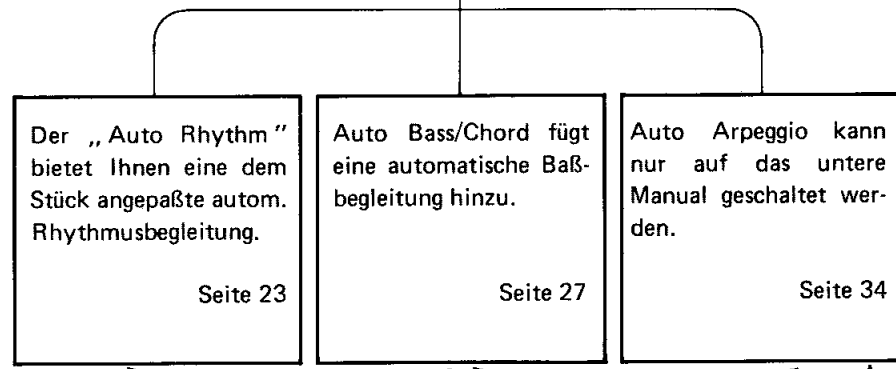 Der „Auto Rhythm"
bietet Ihnen eine dem
Stück angepaßte autom.
Rhythmusbegleitung.
Seite 23
Auto Bass/Chord fügt
eine automatische Baß-
begleitung hinzu.
Seite 27
Auto Arpeggio kann
nur auf das untere
Manual geschaltet wer-
den.
Seite 34